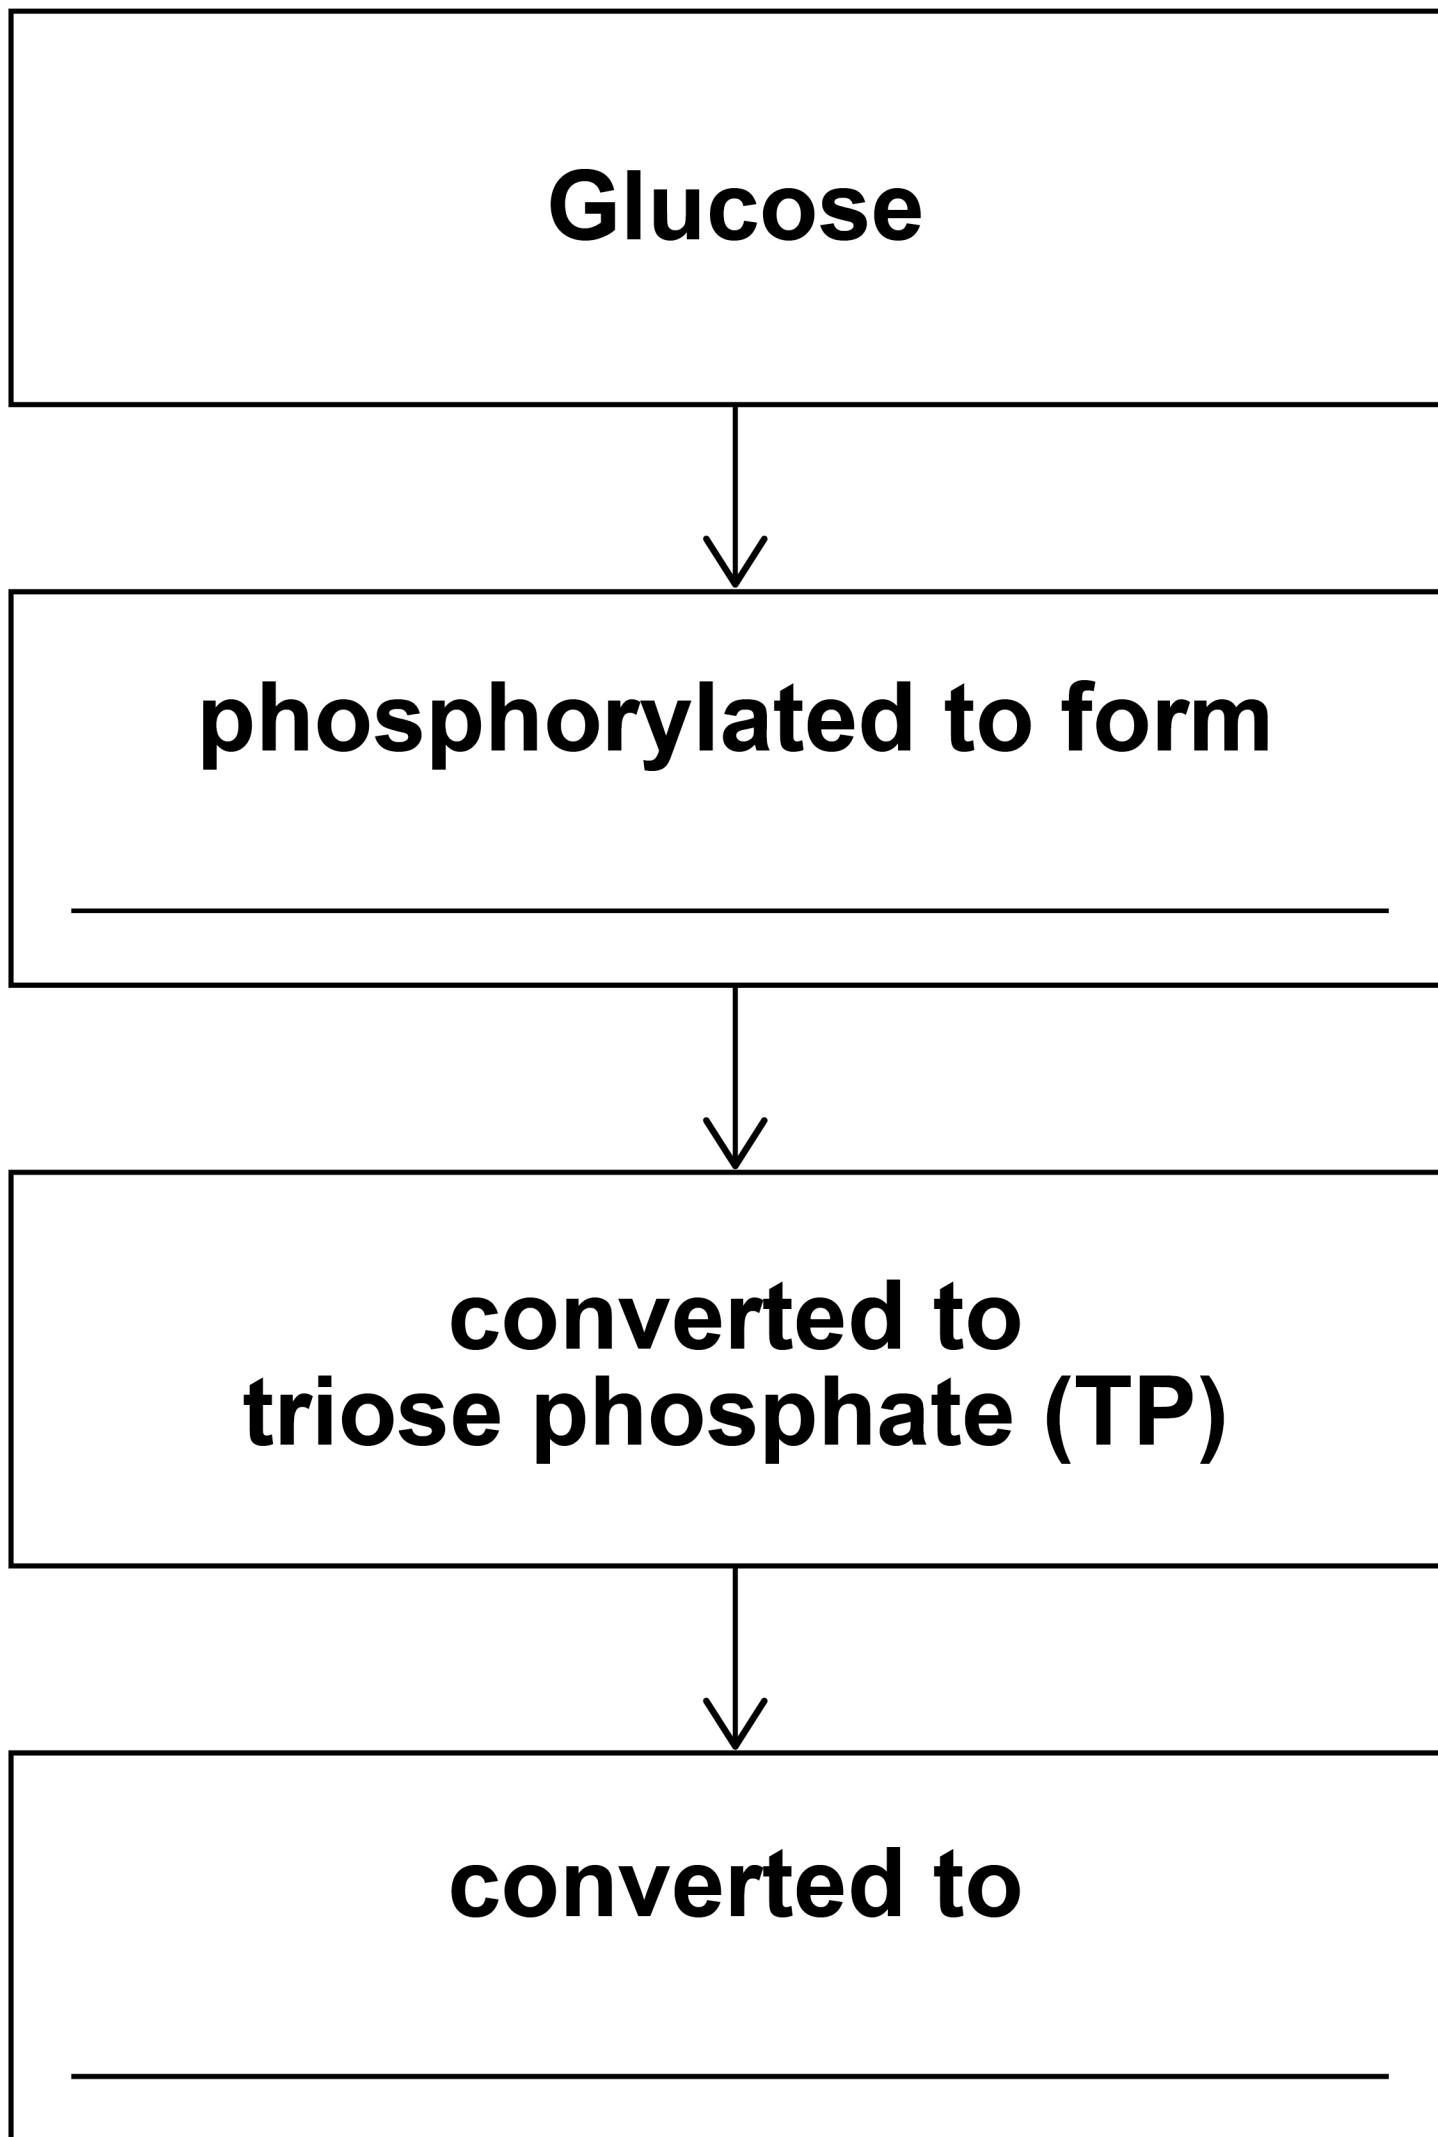 Glucose
phosphorylated to form
converted to
triose phosphate (TP)
converted to